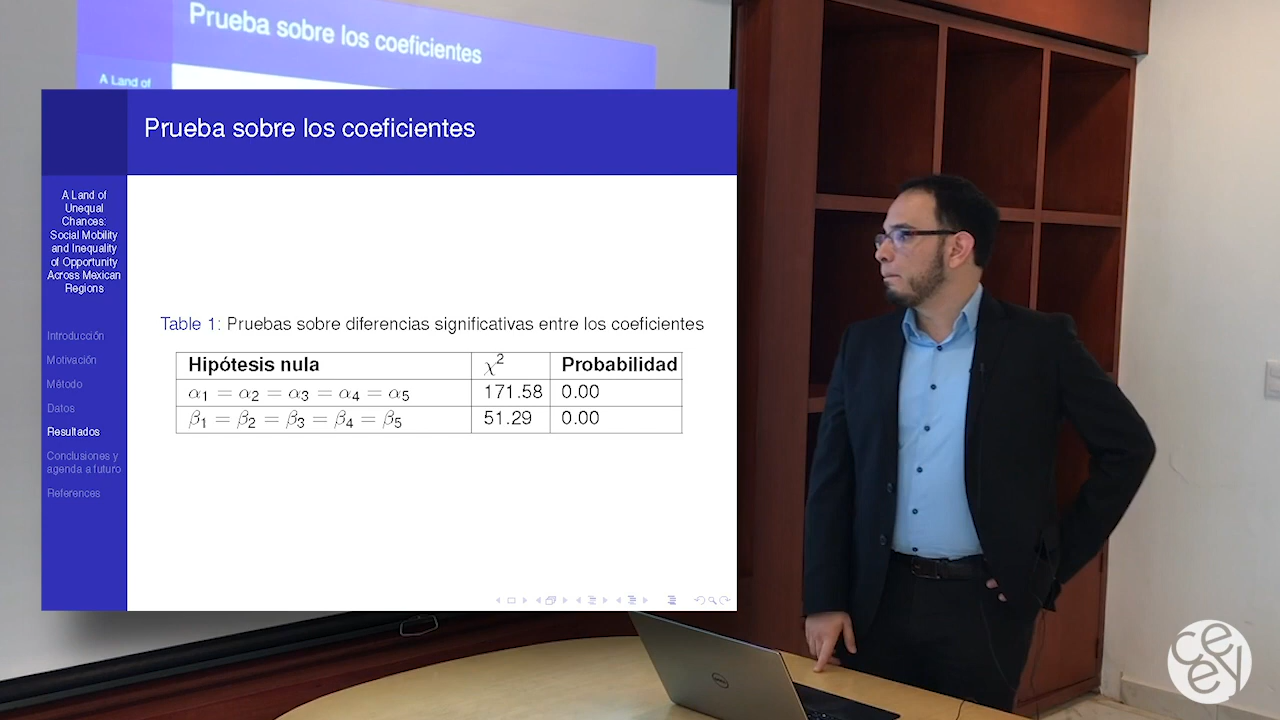 Prueba sobre los coeficientes
A Land of
Prueba sobre los coeficientes
A Land of
Unequal
Chances:
Social Mobility
and Inequality
of Opportunity
Across Mexican
Regions
Introducción
Motivación
Método
Datos
Resultados
Conclusiones y
agenda a futuro
References
Table 1: Pruebas sobre diferencias significativas entre los coeficientes
Hipótesis nula χ² Probabilidad
α₁ = α₂ = α₃ = α₄ = α₅ 171.58 0.00
β₁ = β₂ = β₃ = β₄ = β₅ 51.29 0.00
DELL
ceey